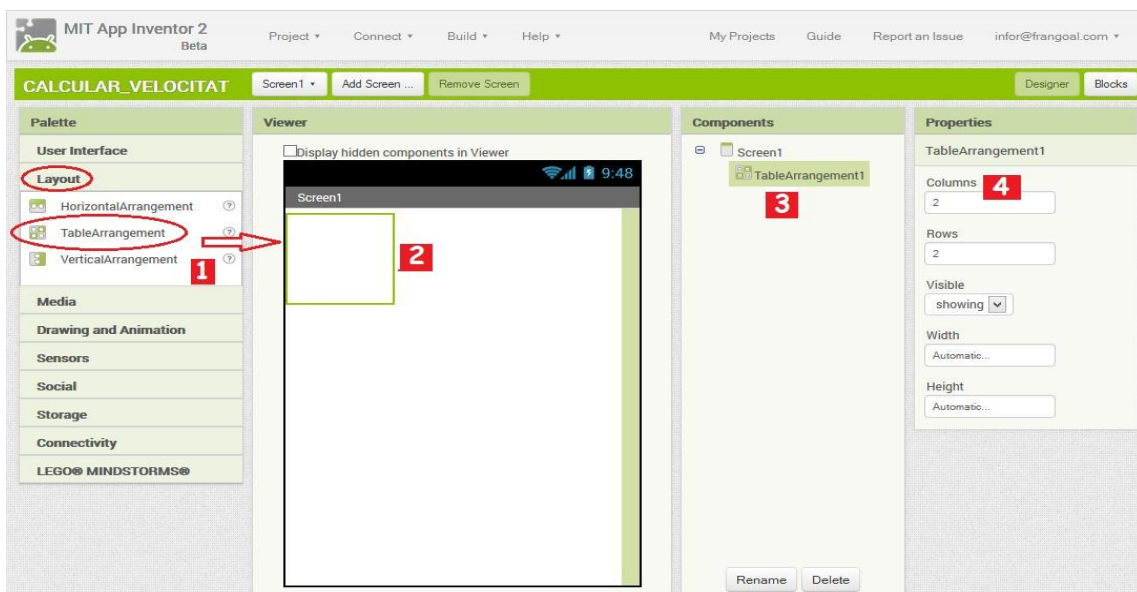 MIT App Inventor 2
Beta
Project Connect Build Help
My Projects Guide Report an Issue infor@frangoal.com
CALCULAR_VELOCITAT
Screen1 Add Screen ... Remove Screen
Designer Blocks
Palette
User Interface
Layout
HorizontalArrangement ?
TableArrangement ?
VerticalArrangement ?
1
Media
Drawing and Animation
Sensors
Social
Storage
Connectivity
LEGO® MINDSTORMS®
Viewer
Display hidden components in Viewer
9:48
Screen1
2
Components
Screen1
TableArrangement1
3
Rename Delete
Properties
TableArrangement1
Columns 4
2
Rows
2
Visible
showing
Width
Automatic...
Height
Automatic...